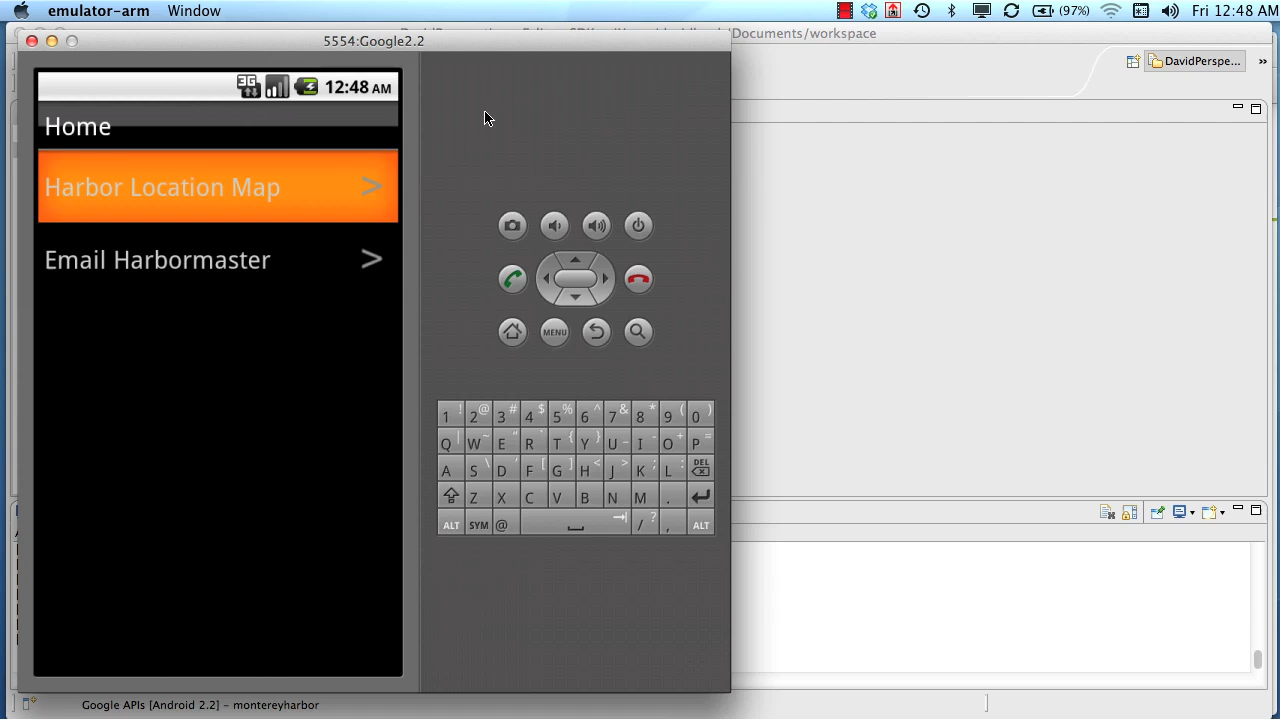 emulator-arm Window (97%) Fri 12:48 AM
5554:Google2.2
Documents/workspace
DavidPerspe... »
3G 12:48 AM
Home
Harbor Location Map >
Email Harbormaster >
MENU
1 ! 2 @ 3 # 4 $ 5 % 6 ^ 7 & 8 * 9 ( 0 )
Q | W ~ E " R ` T { Y } U _ I - O + P =
A S \ D ' F [ G ] H < J > K ; L : DEL
Z X C V B N M .
ALT SYM @ / ? , ALT
Google APIs [Android 2.2] – montereyharbor